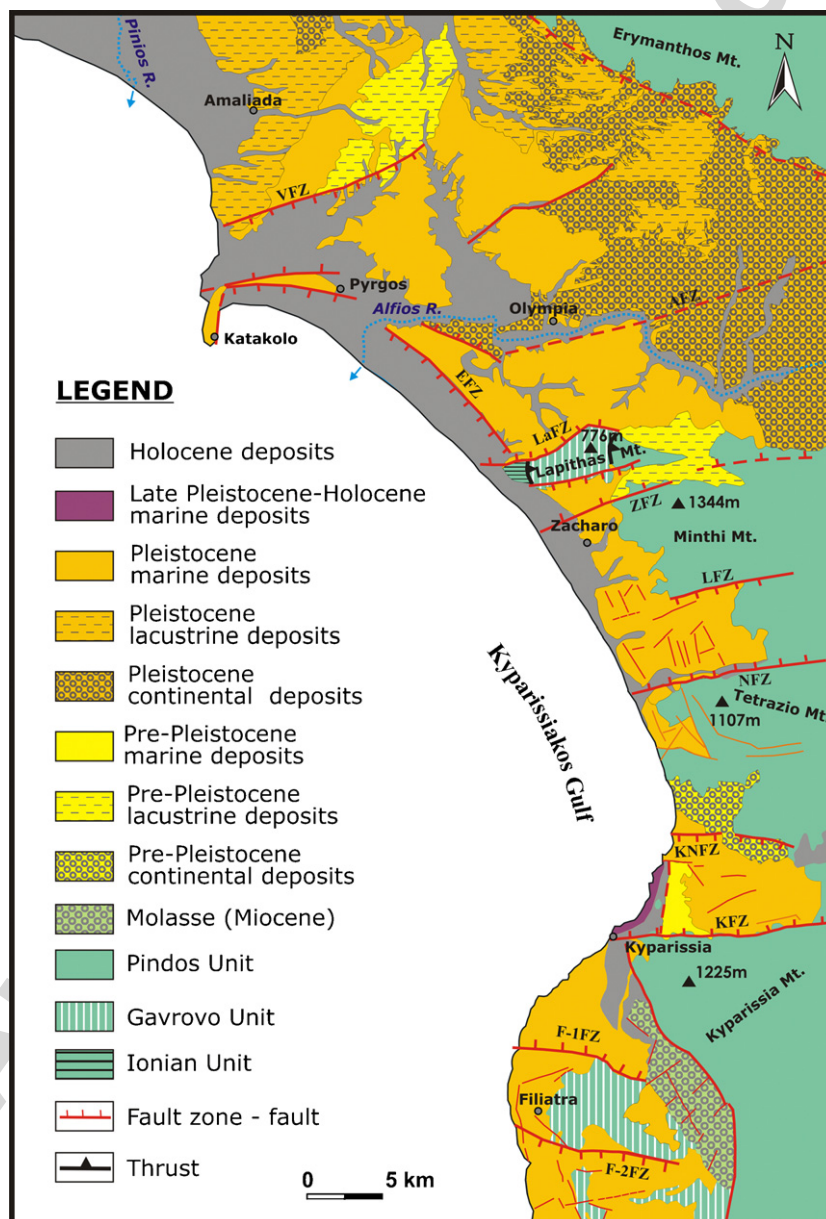 Pinios R.
Erymanthos Mt.
N
Amaliada
VFZ
Pyrgos
Alfios R.
Olympia
AFZ
Katakolo
EFZ
LEGEND
LaFZ
776m
Lapithas Mt.
Holocene deposits
ZFZ
1344m
Late Pleistocene-Holocene
marine deposits
Zacharo
Minthi Mt.
Pleistocene
marine deposits
LFZ
Pleistocene
lacustrine deposits
Kyparissiakos Gulf
NFZ
Tetrazio Mt.
1107m
Pleistocene
continental deposits
Pre-Pleistocene
marine deposits
Pre-Pleistocene
lacustrine deposits
Pre-Pleistocene
continental deposits
KNFZ
Molasse (Miocene)
KFZ
Kyparissia
Pindos Unit
1225m
Kyparissia Mt.
Gavrovo Unit
F-1FZ
Ionian Unit
Filiatra
Fault zone - fault
F-2FZ
Thrust
0 5 km